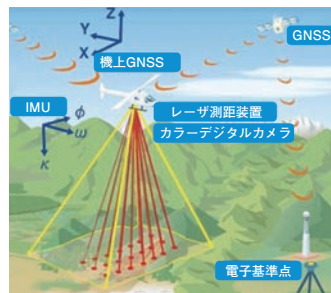 Z
Y
X
GNSS
機上GNSS
IMU
φ
ω
κ
レーザ測距装置
カラーデジタルカメラ
電子基準点